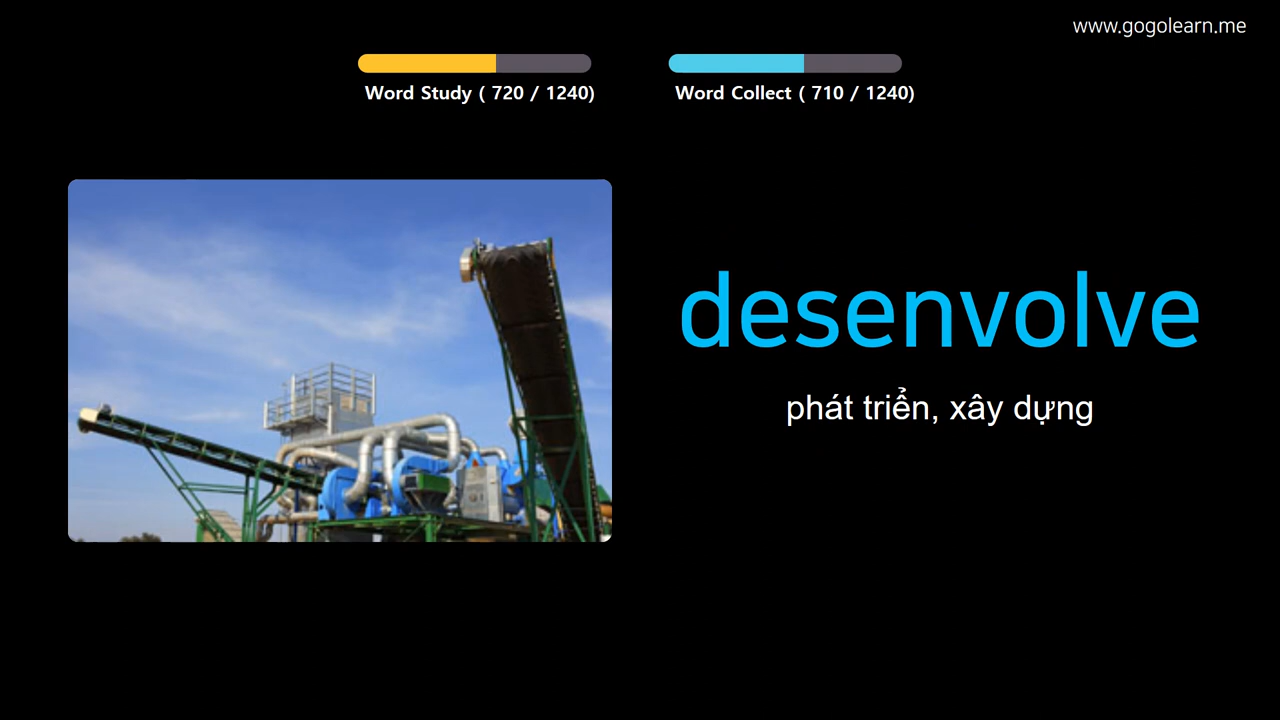 www.gogolearn.me
Word Study ( 720 / 1240)
Word Collect ( 710 / 1240)
desenvolve
phát triển, xây dựng